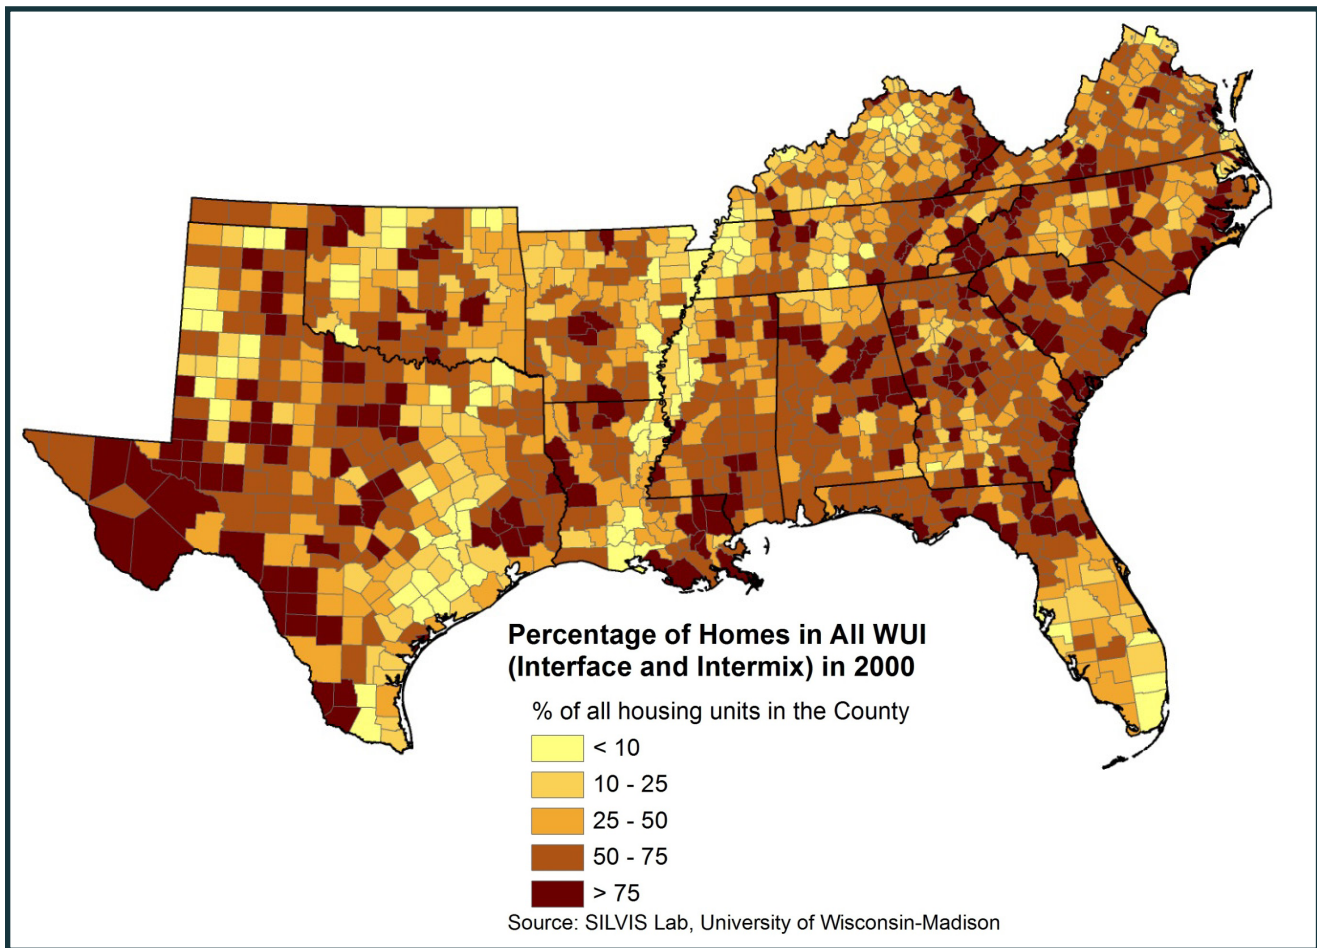 Percentage of Homes in All WUI
(Interface and Intermix) in 2000
% of all housing units in the County
< 10
10 - 25
25 - 50
50 - 75
> 75
Source: SILVIS Lab, University of Wisconsin-Madison